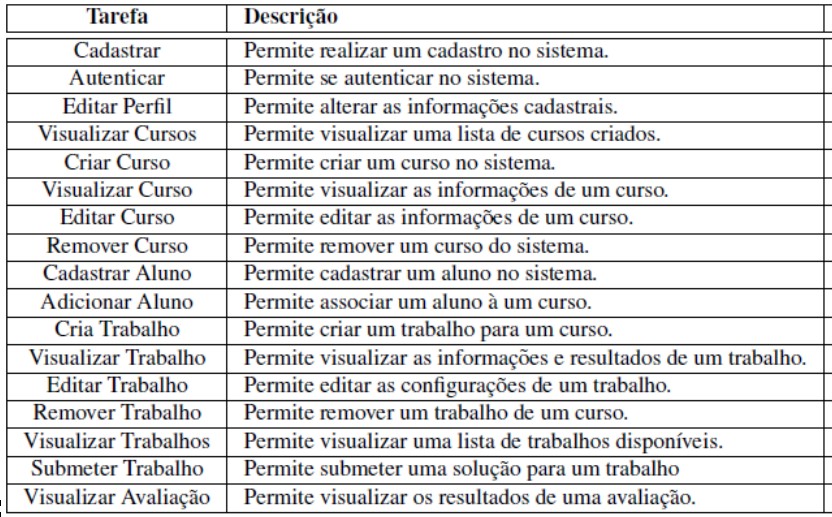 Tarefa Descrição
Cadastrar Permite realizar um cadastro no sistema.
Autenticar Permite se autenticar no sistema.
Editar Perfil Permite alterar as informações cadastrais.
Visualizar Cursos Permite visualizar uma lista de cursos criados.
Criar Curso Permite criar um curso no sistema.
Visualizar Curso Permite visualizar as informações de um curso.
Editar Curso Permite editar as informações de um curso.
Remover Curso Permite remover um curso do sistema.
Cadastrar Aluno Permite cadastrar um aluno no sistema.
Adicionar Aluno Permite associar um aluno à um curso.
Cria Trabalho Permite criar um trabalho para um curso.
Visualizar Trabalho Permite visualizar as informações e resultados de um trabalho.
Editar Trabalho Permite editar as configurações de um trabalho.
Remover Trabalho Permite remover um trabalho de um curso.
Visualizar Trabalhos Permite visualizar uma lista de trabalhos disponíveis.
Submeter Trabalho Permite submeter uma solução para um trabalho
Visualizar Avaliação Permite visualizar os resultados de uma avaliação.